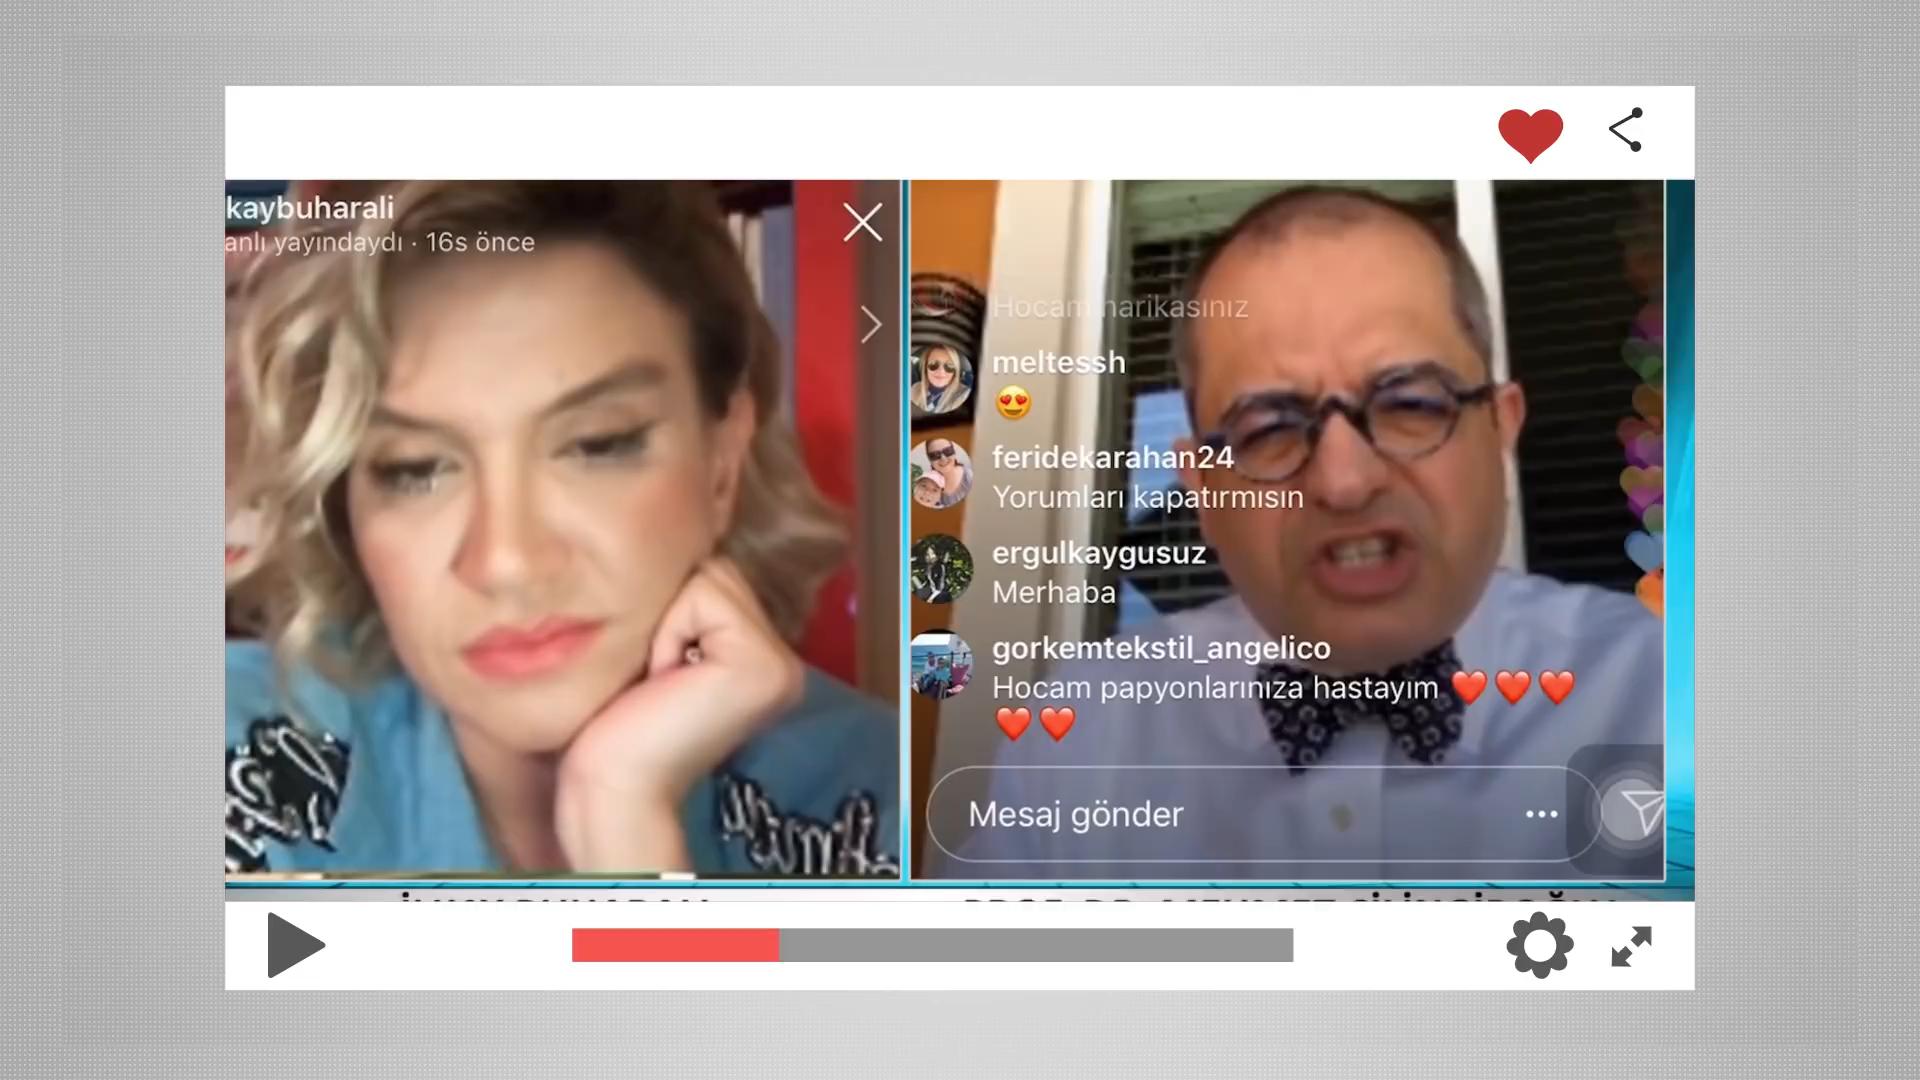 kaybuharali
anlı yayındaydı · 16s önce
Hocam harikasınız
meltessh
😍
feridekarahan24
Yorumları kapatırmısın
ergulkaygusuz
Merhaba
gorkemtekstil_angelico
Hocam papyonlarınıza hastayım ❤️❤️❤️
❤️❤️
Mesaj gönder